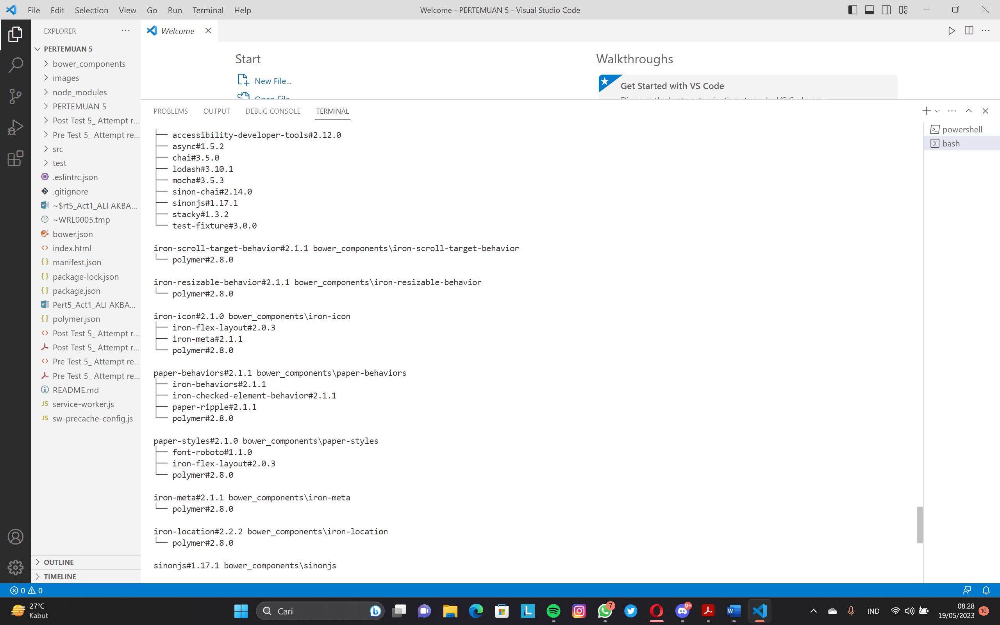 File Edit Selection View Go Run Terminal Help
Welcome - PERTEMUAN 5 - Visual Studio Code
EXPLORER
PERTEMUAN 5
bower_components
images
node_modules
PERTEMUAN 5
Post Test 5_ Attempt r...
Pre Test 5_ Attempt re...
src
test
.eslintrc.json
.gitignore
~$rt5_Act1_ALI AKBA...
~WRL0005.tmp
bower.json
index.html
manifest.json
package-lock.json
package.json
Pert5_Act1_ALI AKBA...
polymer.json
Post Test 5_ Attempt r...
Post Test 5_ Attempt r...
Pre Test 5_ Attempt re...
Pre Test 5_ Attempt re...
README.md
service-worker.js
sw-precache-config.js
OUTLINE
TIMELINE
Welcome
Start
New File...
Open File
Walkthroughs
Get Started with VS Code
Discover the best customizations to make VS Code yours
PROBLEMS OUTPUT DEBUG CONSOLE TERMINAL
├── accessibility-developer-tools#2.12.0
├── async#1.5.2
├── chai#3.5.0
├── lodash#3.10.1
├── mocha#3.5.3
├── sinon-chai#2.14.0
├── sinonjs#1.17.1
├── stacky#1.3.2
└── test-fixture#3.0.0
iron-scroll-target-behavior#2.1.1 bower_components\iron-scroll-target-behavior
└── polymer#2.8.0
iron-resizable-behavior#2.1.1 bower_components\iron-resizable-behavior
└── polymer#2.8.0
iron-icon#2.1.0 bower_components\iron-icon
├── iron-flex-layout#2.0.3
├── iron-meta#2.1.1
└── polymer#2.8.0
paper-behaviors#2.1.1 bower_components\paper-behaviors
├── iron-behaviors#2.1.1
├── iron-checked-element-behavior#2.1.1
├── paper-ripple#2.1.1
└── polymer#2.8.0
paper-styles#2.1.0 bower_components\paper-styles
├── font-roboto#1.1.0
├── iron-flex-layout#2.0.3
└── polymer#2.8.0
iron-meta#2.1.1 bower_components\iron-meta
└── polymer#2.8.0
iron-location#2.2.2 bower_components\iron-location
└── polymer#2.8.0
sinonjs#1.17.1 bower_components\sinonjs
powershell
bash
0 0
27°C
Kabut
Cari
7
9+
IND
08.28
19/05/2023
10